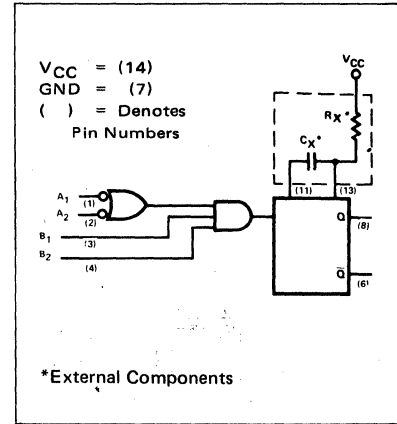 VCC = (14)
GND = (7)
( ) = Denotes
Pin Numbers
VCC
RX*
CX*
(11) (13)
A1 (1)
A2 (2)
B1 (3)
B2 (4)
Q (8)
Q̅ (6)
*External Components